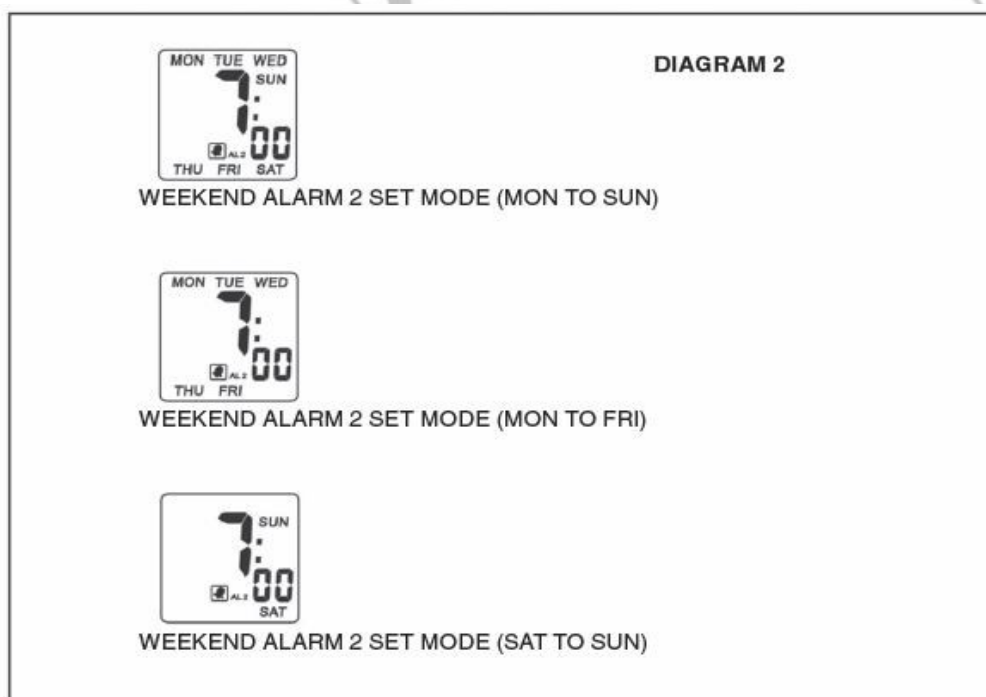 DIAGRAM 2
MON TUE WED
SUN
7:
00
AL2
THU FRI SAT
WEEKEND ALARM 2 SET MODE (MON TO SUN)
MON TUE WED
7:
00
AL2
THU FRI
WEEKEND ALARM 2 SET MODE (MON TO FRI)
SUN
7:
00
AL2
SAT
WEEKEND ALARM 2 SET MODE (SAT TO SUN)